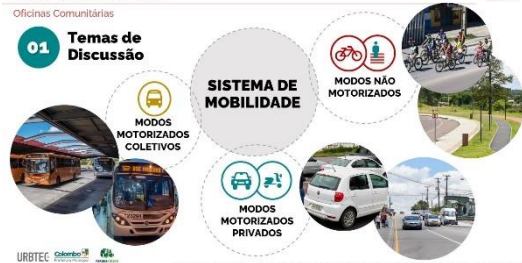 Oficinas Comunitárias
01
Temas de
Discussão
SISTEMA DE
MOBILIDADE
MODOS NÃO
MOTORIZADOS
MODOS
MOTORIZADOS
COLETIVOS
MODOS
MOTORIZADOS
PRIVADOS
URBTEC
Colombo